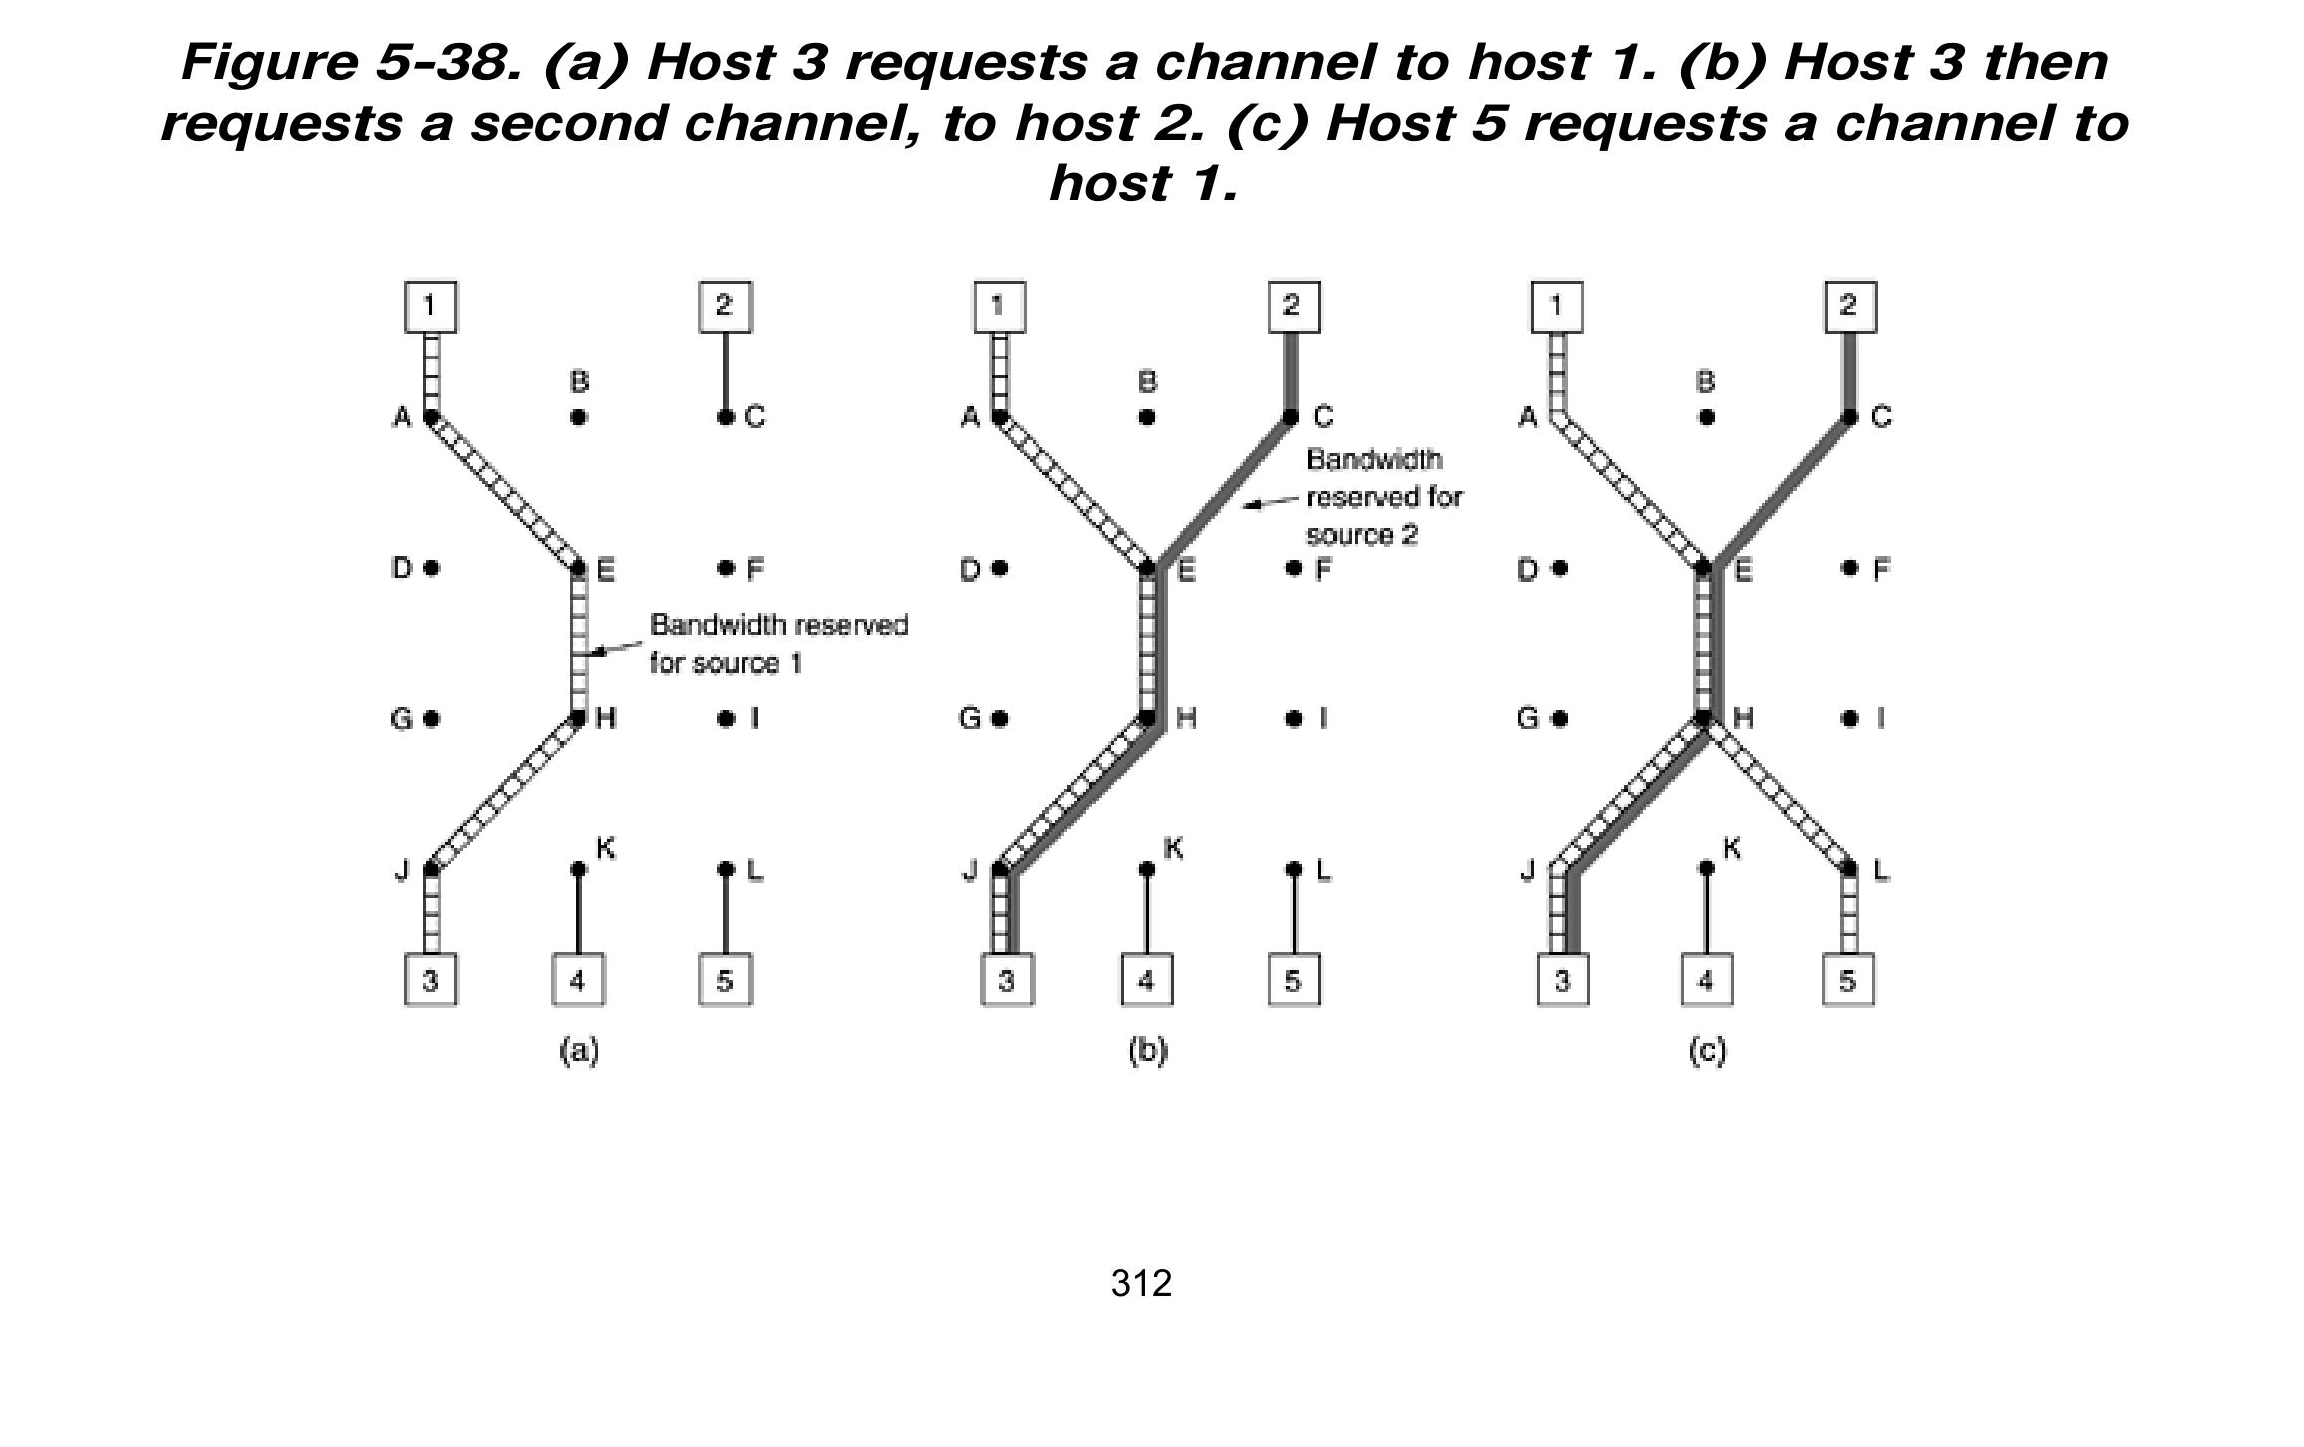 Figure 5-38. (a) Host 3 requests a channel to host 1. (b) Host 3 then
requests a second channel, to host 2. (c) Host 5 requests a channel to
host 1.
1 2
B
A C
D E F
Bandwidth reserved
for source 1
G H I
K
J L
3 4 5
(a)
1 2
B
A C
Bandwidth
reserved for
source 2
D E F
G H I
K
J L
3 4 5
(b)
1 2
B
A C
D E F
G H I
K
J L
3 4 5
(c)
312